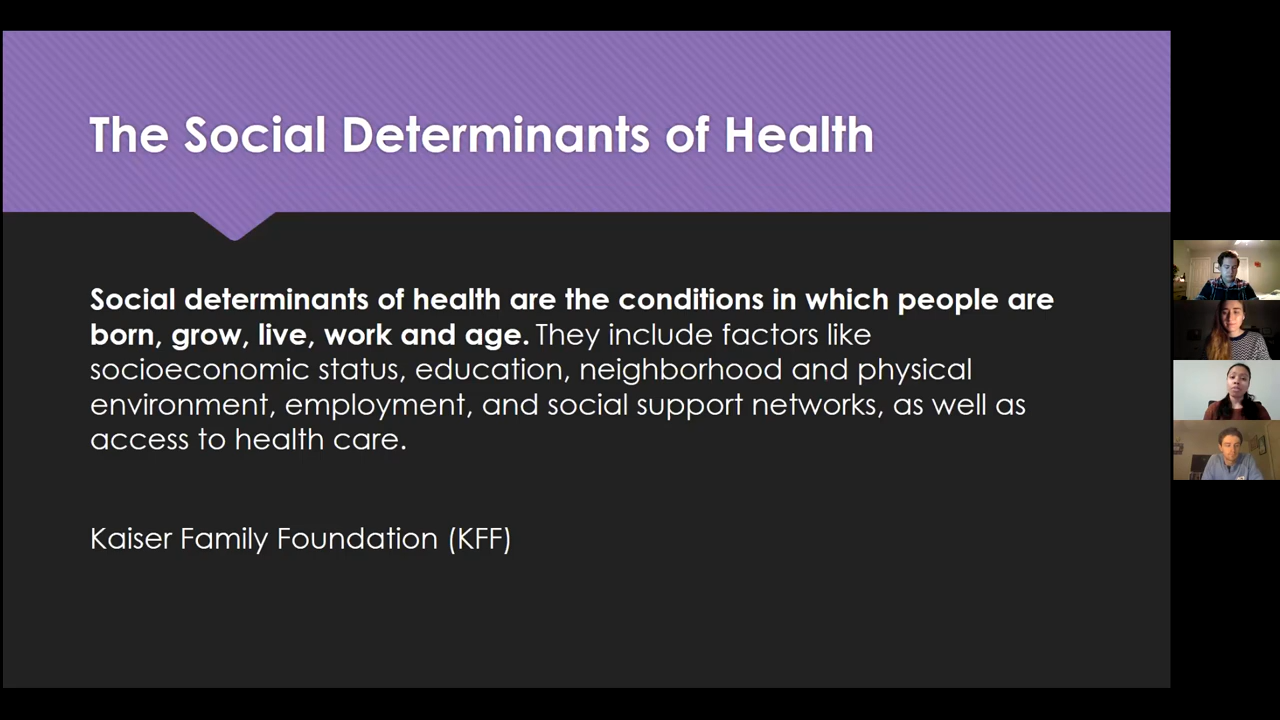 The Social Determinants of Health
Social determinants of health are the conditions in which people are
born, grow, live, work and age. They include factors like
socioeconomic status, education, neighborhood and physical
environment, employment, and social support networks, as well as
access to health care.
Kaiser Family Foundation (KFF)